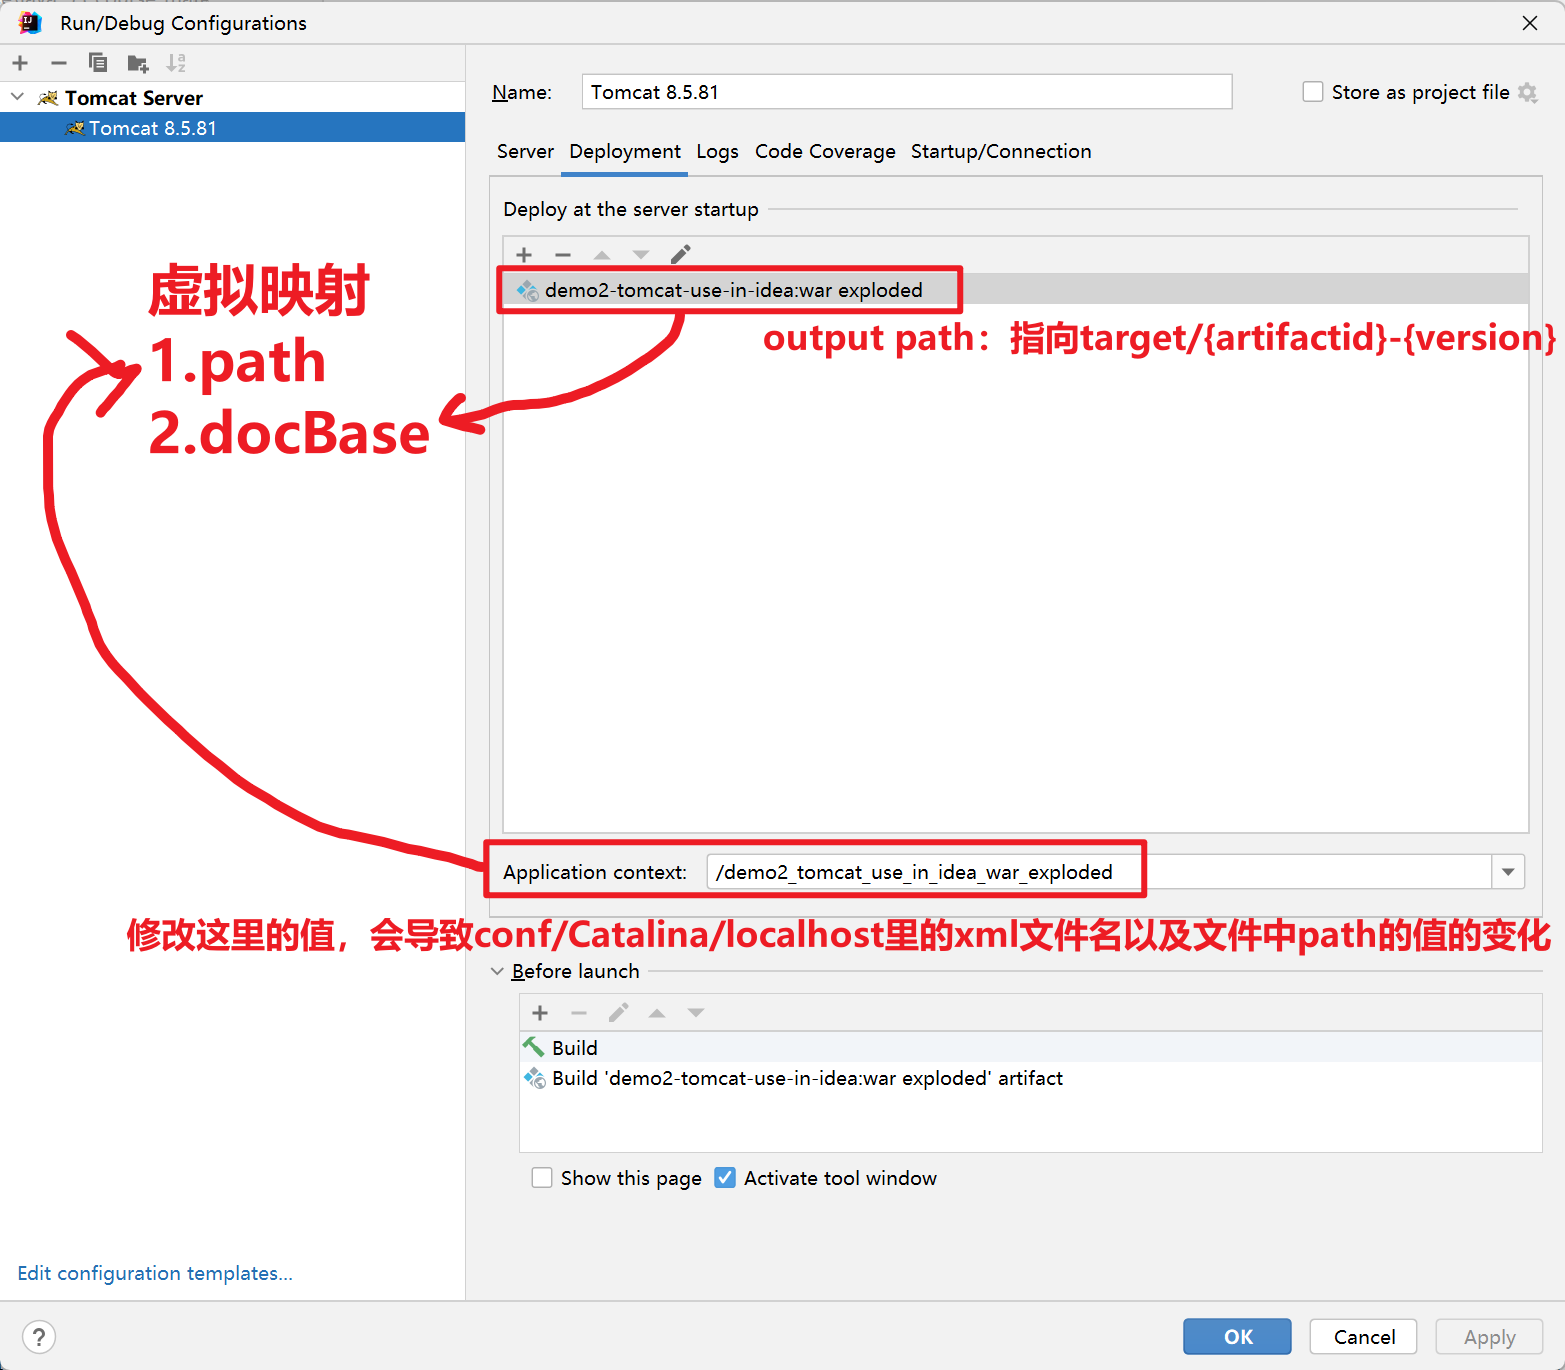 Run/Debug Configurations
Tomcat Server
Tomcat 8.5.81
Name:
Tomcat 8.5.81
Store as project file
Server
Deployment
Logs
Code Coverage
Startup/Connection
Deploy at the server startup
demo2-tomcat-use-in-idea:war exploded
output path：指向target/{artifactid}-{version}
虚拟映射
1.path
2.docBase
Application context:
/demo2_tomcat_use_in_idea_war_exploded
修改这里的值，会导致conf/Catalina/localhost里的xml文件名以及文件中path的值的变化
Before launch
Build
Build 'demo2-tomcat-use-in-idea:war exploded' artifact
Show this page
Activate tool window
Edit configuration templates...
?
OK
Cancel
Apply